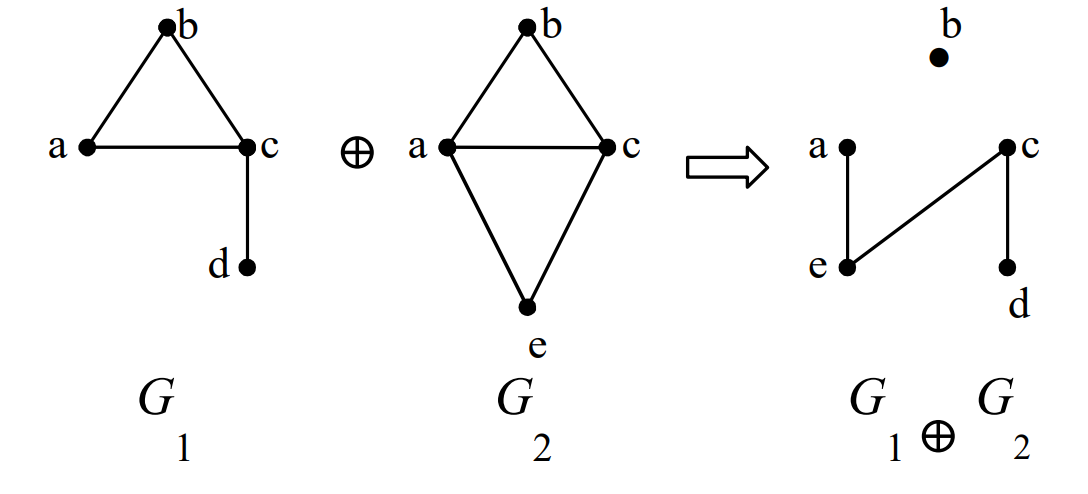 b b b
a c ⊕ a c a c
d e d
e
G G G G
1 2 1 ⊕ 2